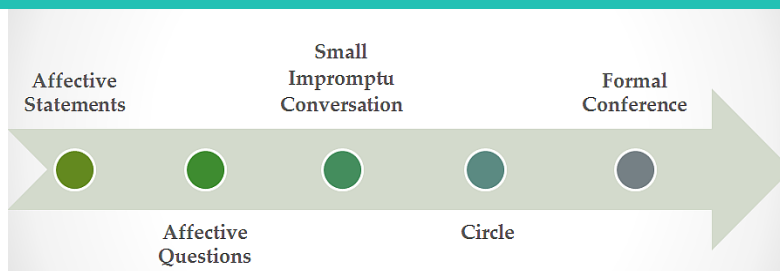 Affective
Statements
Affective
Questions
Small
Impromptu
Conversation
Circle
Formal
Conference